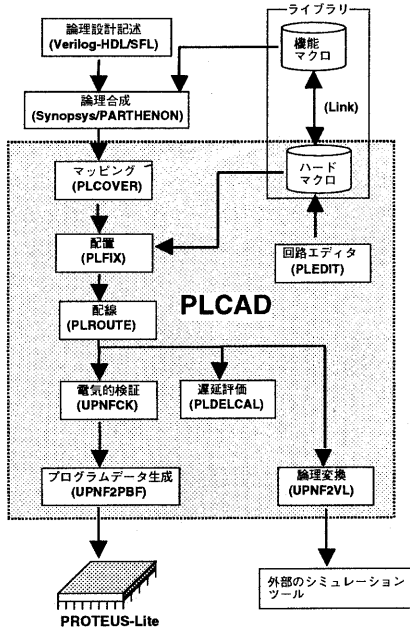 論理設計記述
(Verilog-HDL/SFL)
ライブラリ
機能
マクロ
論理合成
(Synopsys/PARTHENON)
(Link)
マッピング
(PLCOVER)
ハード
マクロ
配置
(PLFIX)
回路エディタ
(PLEDIT)
配線
(PLROUTE)
PLCAD
電気的検証
(UPNFCK)
遅延評価
(PLDELCAL)
プログラムデータ生成
(UPNF2PBF)
論理変換
(UPNF2VL)
PROTEUS-Lite
外部のシミュレーション
ツール